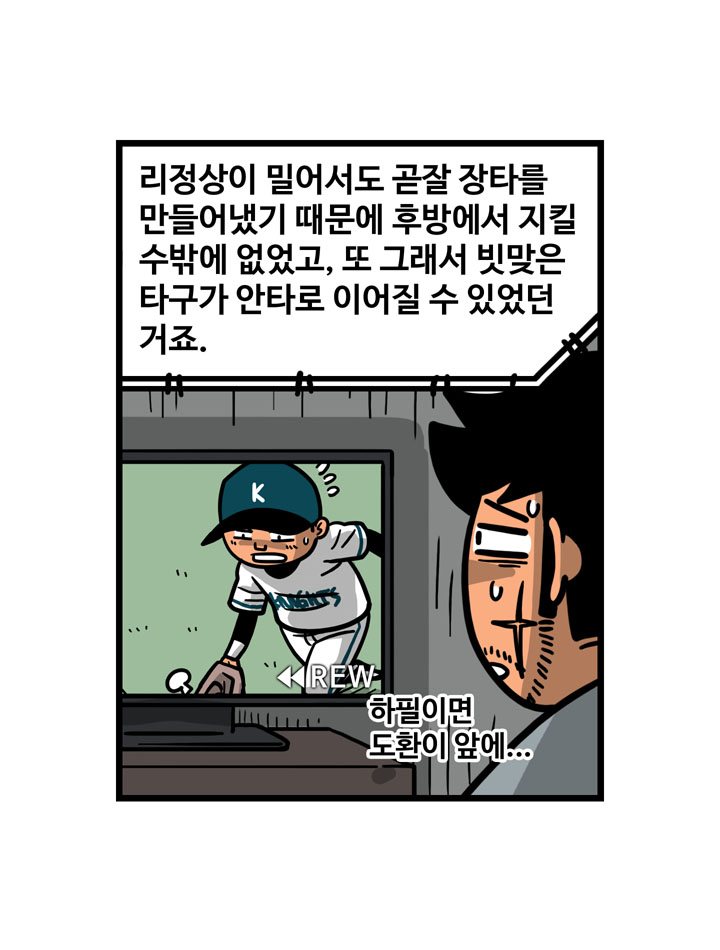 리정상이 밀어서도 곧잘 장타를
만들어냈기 때문에 후방에서 지킬
수밖에 없었고, 또 그래서 빗맞은
타구가 안타로 이어질 수 있었던
거죠.
K
◀◀REW
하필이면
도환이 앞에...